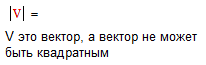 |v| =
V это вектор, а вектор не может
быть квадратным